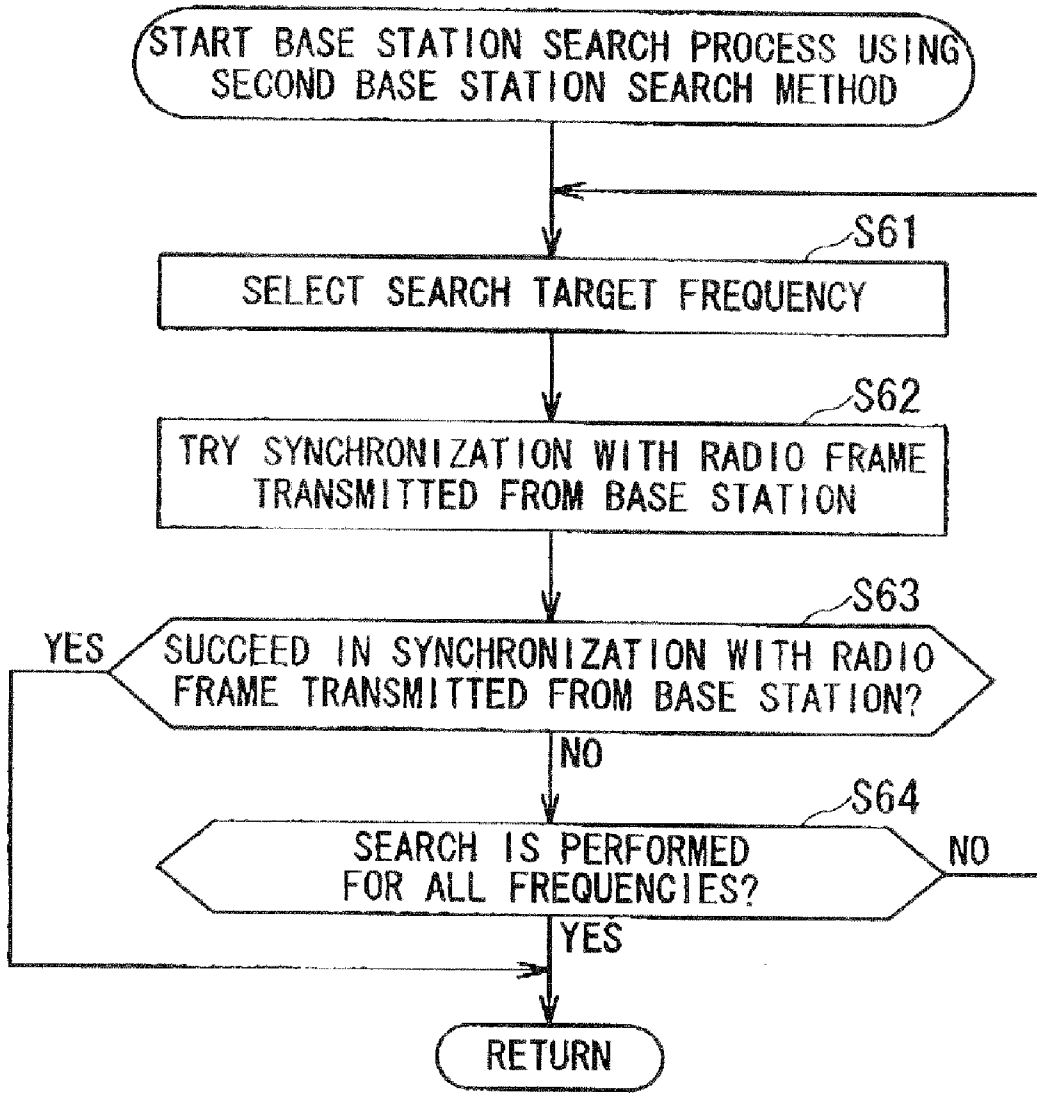 START BASE STATION SEARCH PROCESS USING
SECOND BASE STATION SEARCH METHOD
S61
SELECT SEARCH TARGET FREQUENCY
S62
TRY SYNCHRONIZATION WITH RADIO FRAME
TRANSMITTED FROM BASE STATION
S63
YES
SUCCEED IN SYNCHRONIZATION WITH RADIO
FRAME TRANSMITTED FROM BASE STATION?
NO
S64
SEARCH IS PERFORMED
FOR ALL FREQUENCIES?
NO
YES
RETURN